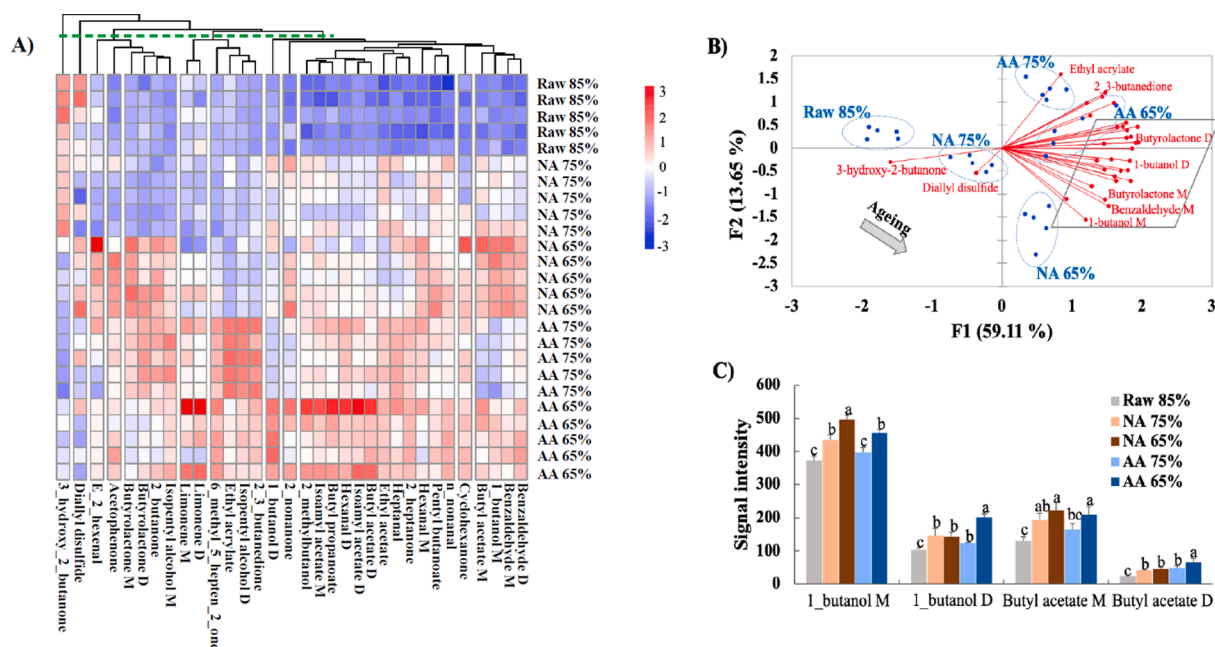 A)
3
2
1
0
-1
-2
-3
Raw 85%
Raw 85%
Raw 85%
Raw 85%
Raw 85%
NA 75%
NA 75%
NA 75%
NA 75%
NA 75%
NA 65%
NA 65%
NA 65%
NA 65%
NA 65%
AA 75%
AA 75%
AA 75%
AA 75%
AA 75%
AA 65%
AA 65%
AA 65%
AA 65%
AA 65%
3_hydroxy_2_butanone
Diallyl disulfide
E_2_hexenal
Acetophenone
Butyrolactone M
Butyrolactone D
2_butanone
Isopentyl alcohol M
Limonene M
Limonene D
6_methyl_5_hepten_2_one
Ethyl acrylate
Isopentyl alcohol D
2_3_butanedione
1_butanol D
2_nonanone
2_methylbutanol
Isoamyl acetate M
Butyl propanoate
Hexanal D
Isoamyl acetate D
Butyl acetate D
Ethyl acetate
Heptanal
2_heptanone
Hexanal M
Pentyl butanoate
n_nonanal
Cyclohexanone
Butyl acetate M
1_butanol M
Benzaldehyde M
Benzaldehyde D
B)
F2 (13.65 %)
2
1.5
1
0.5
0
-0.5
-1
-1.5
-2
-2.5
-3
AA 75%
Ethyl acrylate
2_3-butanedione
AA 65%
Raw 85%
NA 75%
Butyrolactone D
3-hydroxy-2-butanone
1-butanol D
Diallyl disulfide
Butyrolactone M
Benzaldehyde M
1-butanol M
Ageing
NA 65%
-3
-2
-1
0
1
2
3
F1 (59.11 %)
C)
Signal intensity
600
500
400
300
200
100
0
Raw 85%
NA 75%
NA 65%
AA 75%
AA 65%
c b a c b
c b b c a
c ab a bc a
c b b b a
1_butanol M
1_butanol D
Butyl acetate M
Butyl acetate D